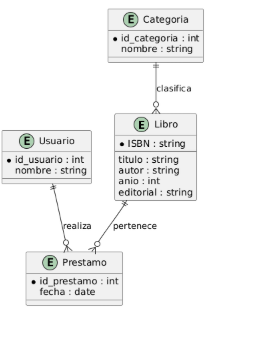 E Categoria
id_categoria : int
nombre : string
clasifica
E Usuario
id_usuario : int
nombre : string
E Libro
ISBN : string
titulo : string
autor : string
anio : int
editorial : string
realiza
pertenece
E Prestamo
id_prestamo : int
fecha : date